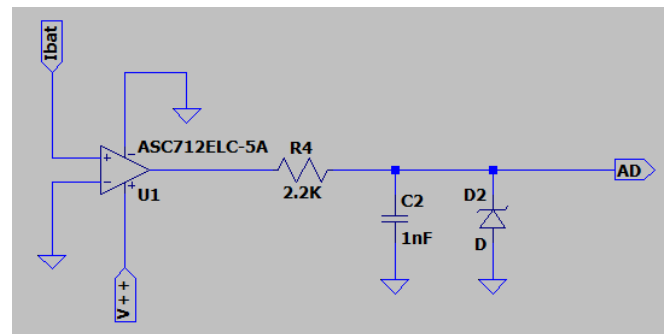 Ibat
ASC712ELC-5A
U1
V++
R4
2.2K
C2
1nF
D2
D
AD